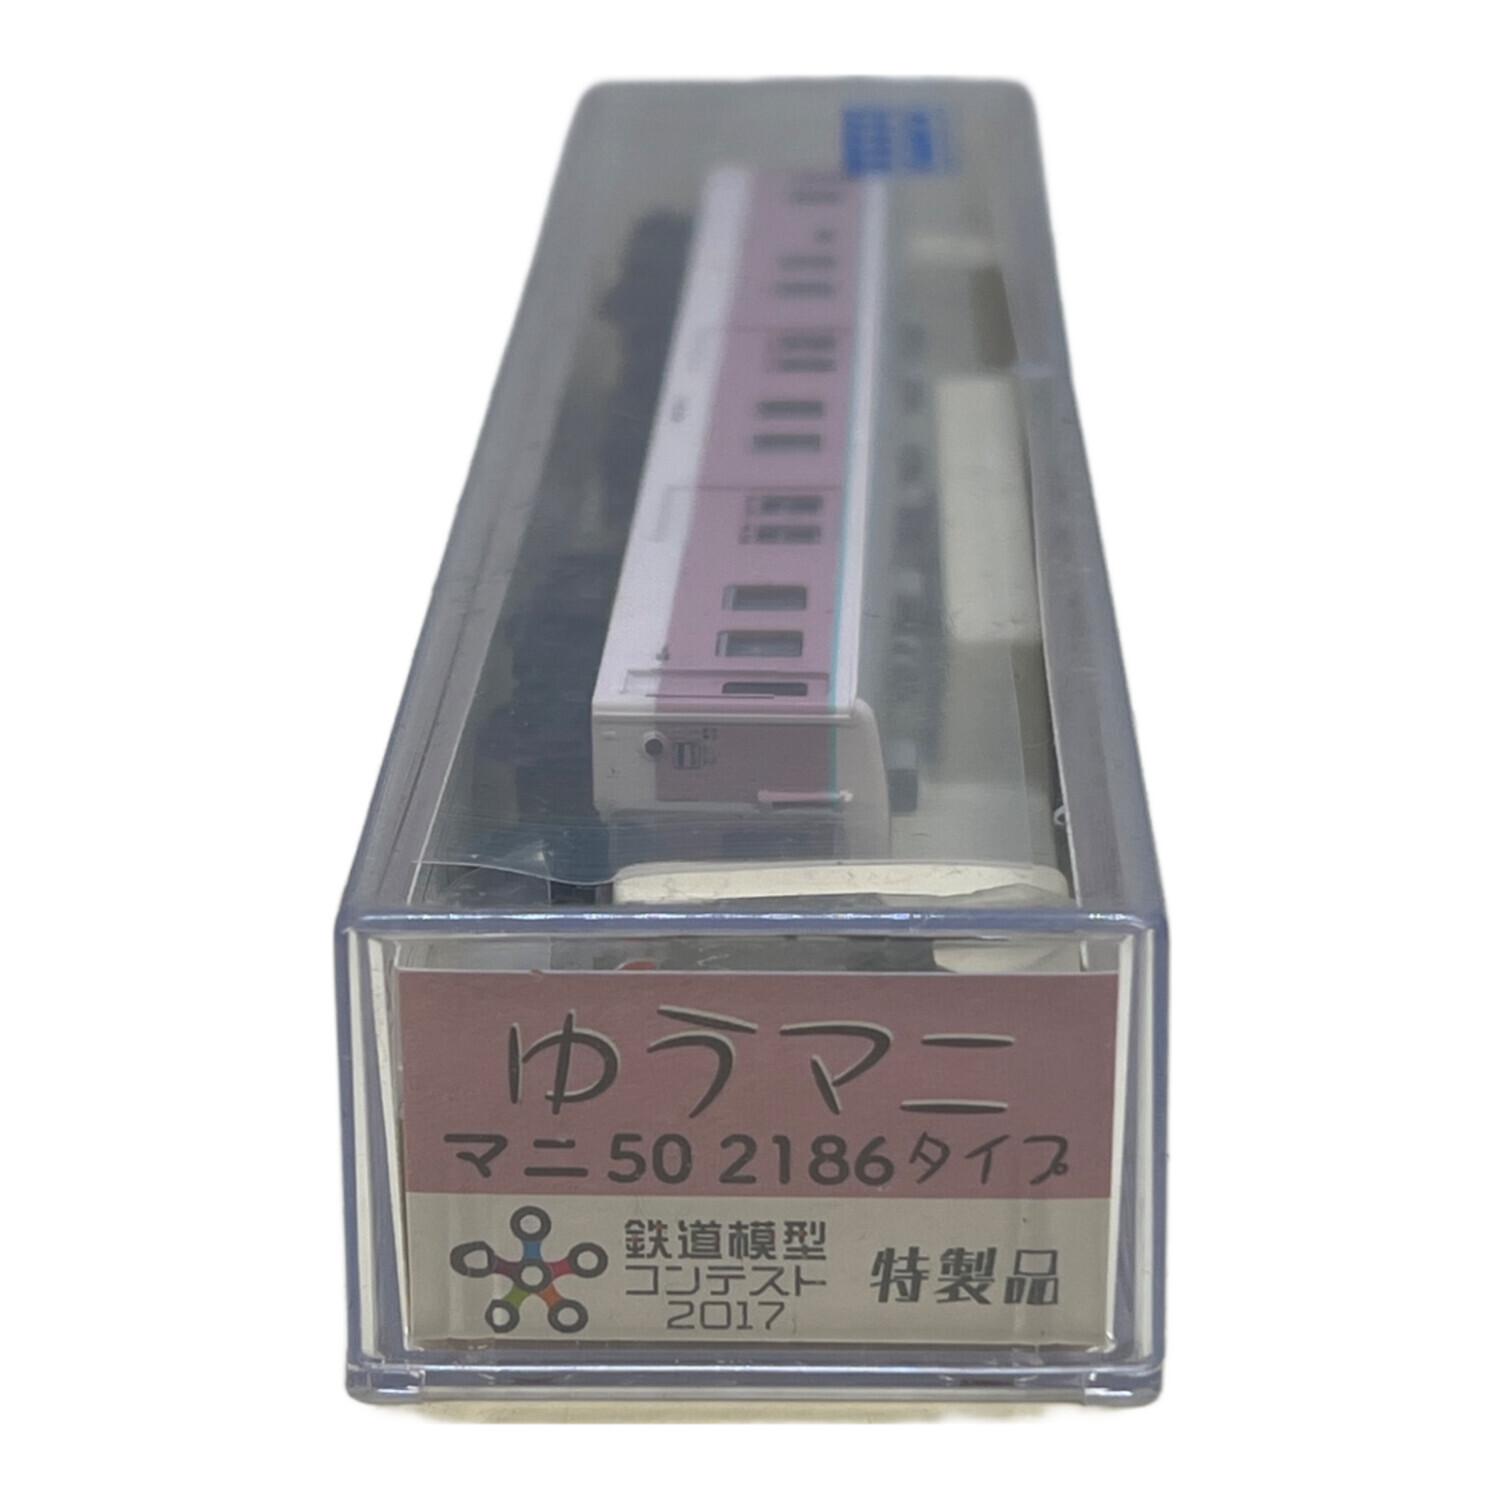 ゆうマニ
マニ50 2186タイプ
鉄道模型
コンテスト
2017
特製品